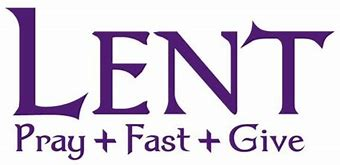 LENT
Pray + Fast + Give